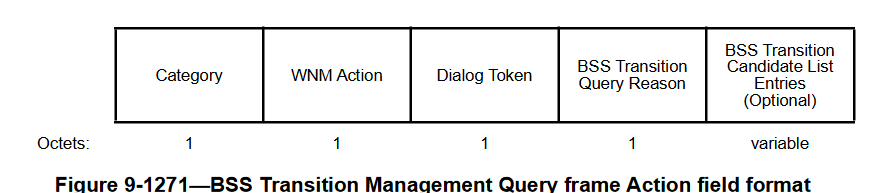 Category
WNM Action
Dialog Token
BSS Transition
Query Reason
BSS Transition
Candidate List
Entries
(Optional)
Octets: 1 1 1 1 variable
Figure 9-1271—BSS Transition Management Query frame Action field format